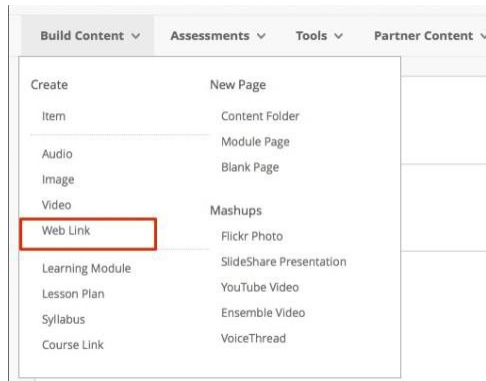 Build Content
Assessments
Tools
Partner Content
Create
Item
Audio
Image
Video
Web Link
Learning Module
Lesson Plan
Syllabus
Course Link
New Page
Content Folder
Module Page
Blank Page
Mashups
Flickr Photo
SlideShare Presentation
YouTube Video
Ensemble Video
VoiceThread